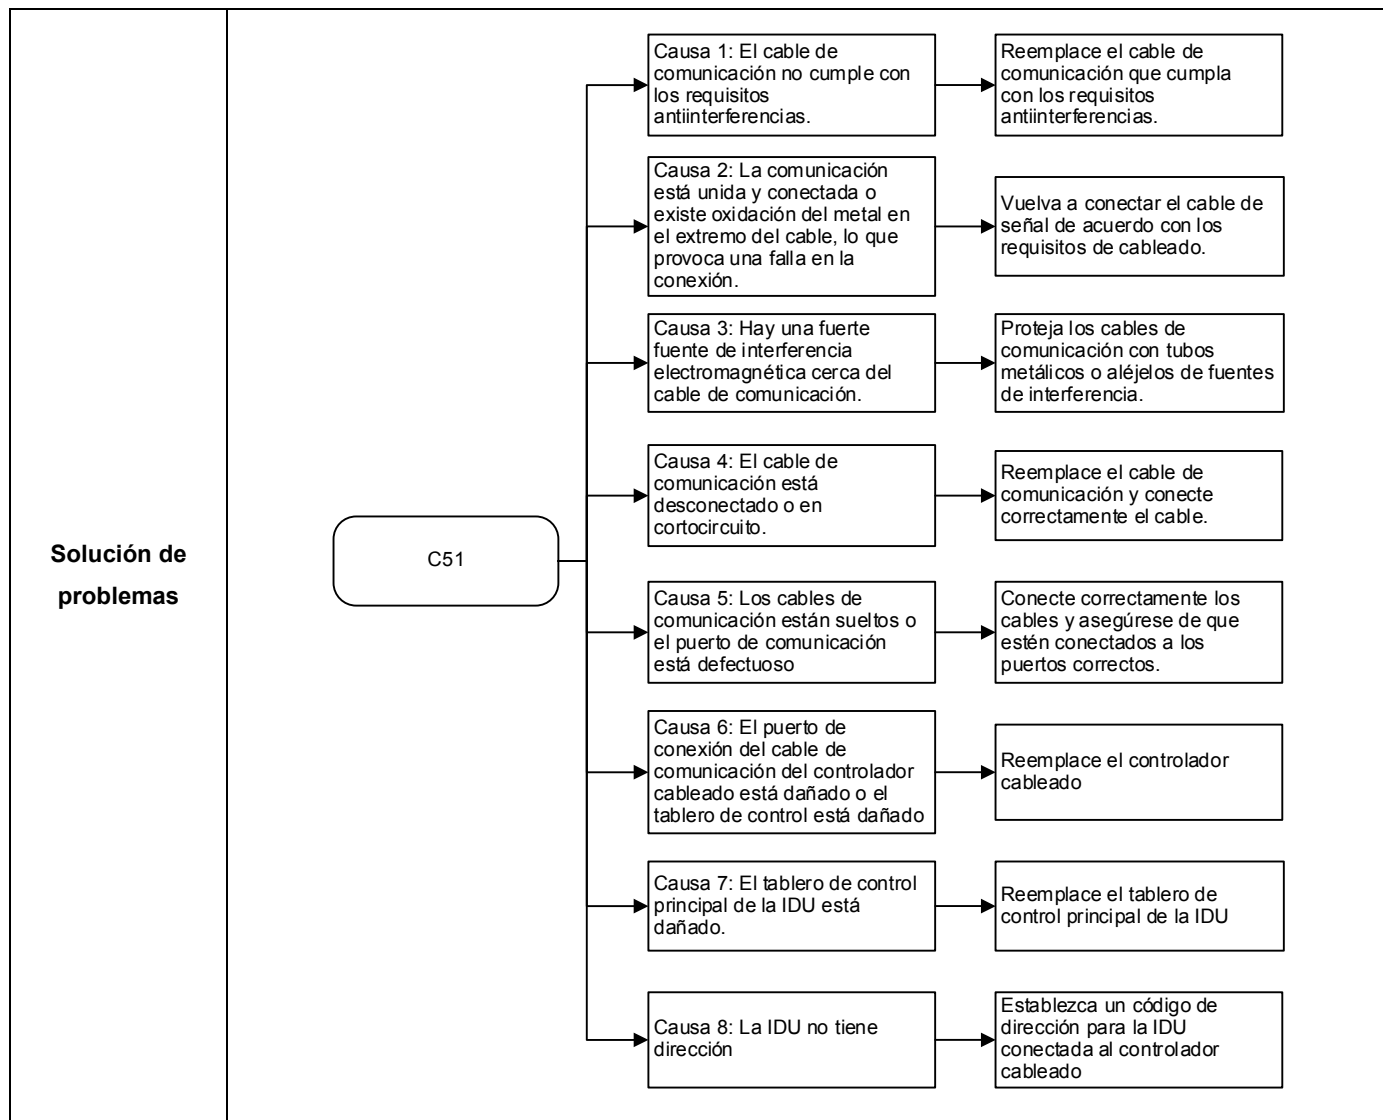 Solución de
problemas
C51
Causa 1: El cable de
comunicación no cumple con
los requisitos
antiinterferencias.
Reemplace el cable de
comunicación que cumpla
con los requisitos
antiinterferencias.
Causa 2: La comunicación
está unida y conectada o
existe oxidación del metal en
el extremo del cable, lo que
provoca una falla en la
conexión.
Vuelva a conectar el cable de
señal de acuerdo con los
requisitos de cableado.
Causa 3: Hay una fuerte
fuente de interferencia
electromagnética cerca del
cable de comunicación.
Proteja los cables de
comunicación con tubos
metálicos o aléjelos de fuentes
de interferencia.
Causa 4: El cable de
comunicación está
desconectado o en
cortocircuito.
Reemplace el cable de
comunicación y conecte
correctamente el cable.
Causa 5: Los cables de
comunicación están sueltos o
el puerto de comunicación
está defectuoso
Conecte correctamente los
cables y asegúrese de que
estén conectados a los
puertos correctos.
Causa 6: El puerto de
conexión del cable de
comunicación del controlador
cableado está dañado o el
tablero de control está dañado
Reemplace el controlador
cableado
Causa 7: El tablero de control
principal de la IDU está
dañado.
Reemplace el tablero de
control principal de la IDU
Causa 8: La IDU no tiene
dirección
Establezca un código de
dirección para la IDU
conectada al controlador
cableado